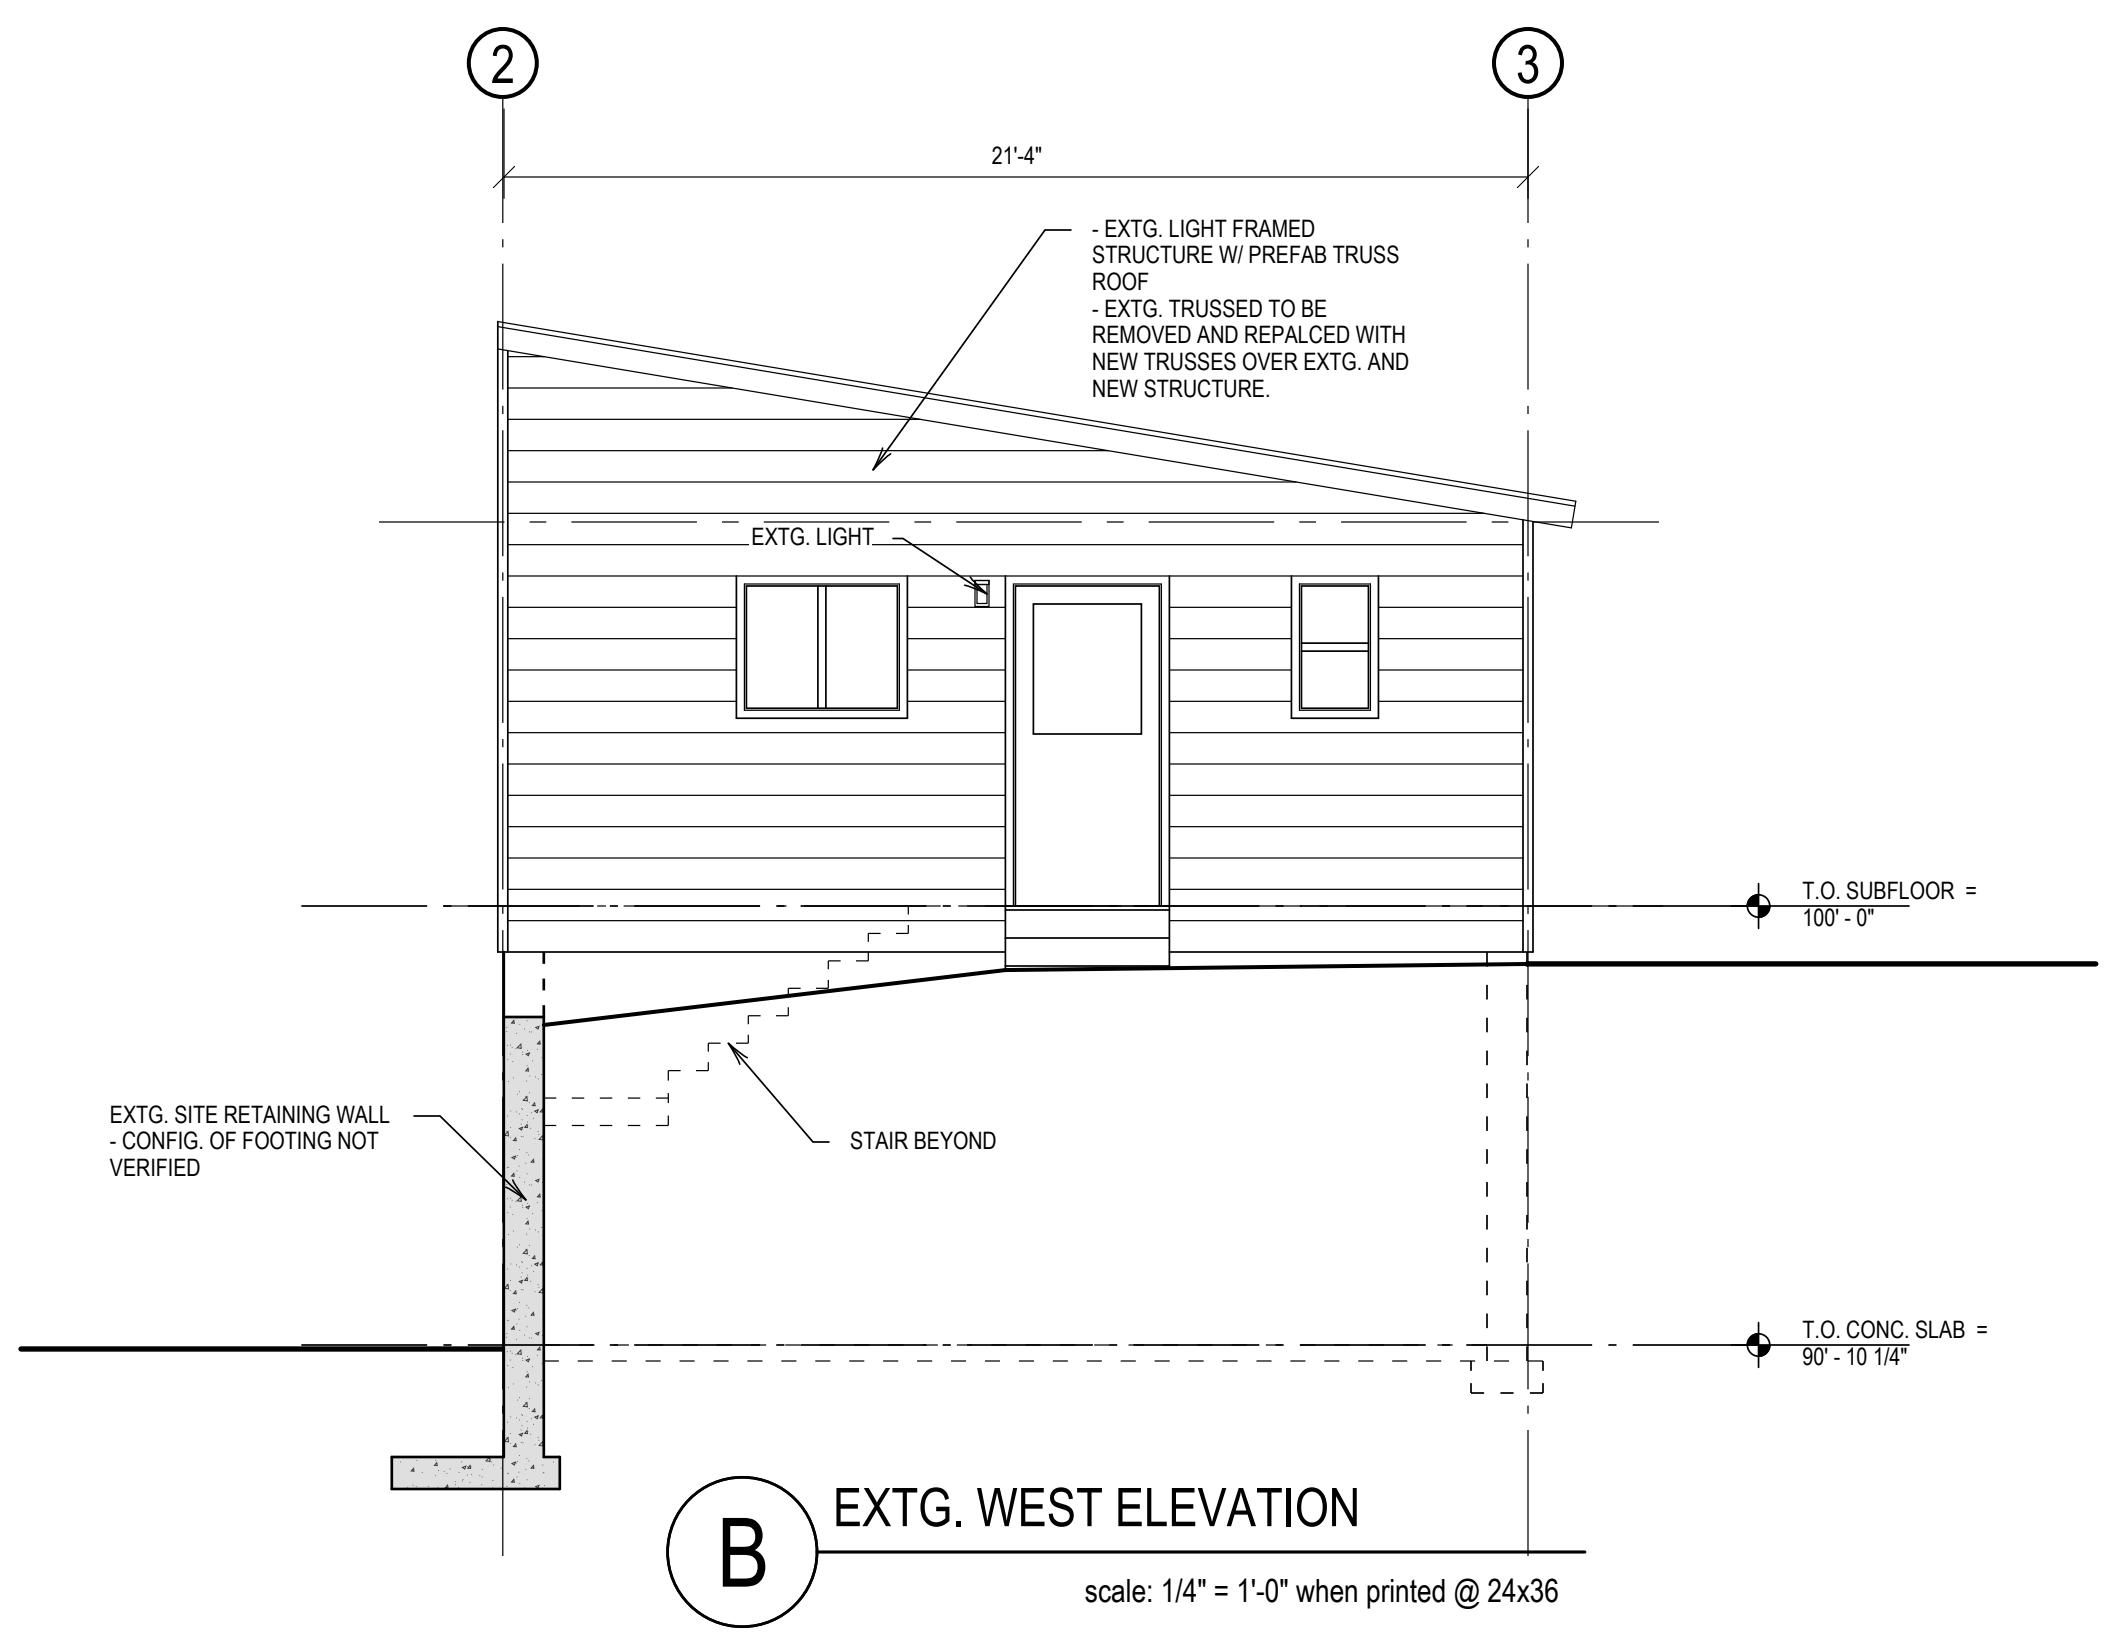 2
3
21'-4"
- EXTG. LIGHT FRAMED
STRUCTURE W/ PREFAB TRUSS
ROOF
- EXTG. TRUSSED TO BE
REMOVED AND REPALCED WITH
NEW TRUSSES OVER EXTG. AND
NEW STRUCTURE.
EXTG. LIGHT
T.O. SUBFLOOR =
100' - 0"
EXTG. SITE RETAINING WALL
- CONFIG. OF FOOTING NOT
VERIFIED
STAIR BEYOND
T.O. CONC. SLAB =
90' - 10 1/4"
B
EXTG. WEST ELEVATION
scale: 1/4" = 1'-0" when printed @ 24x36